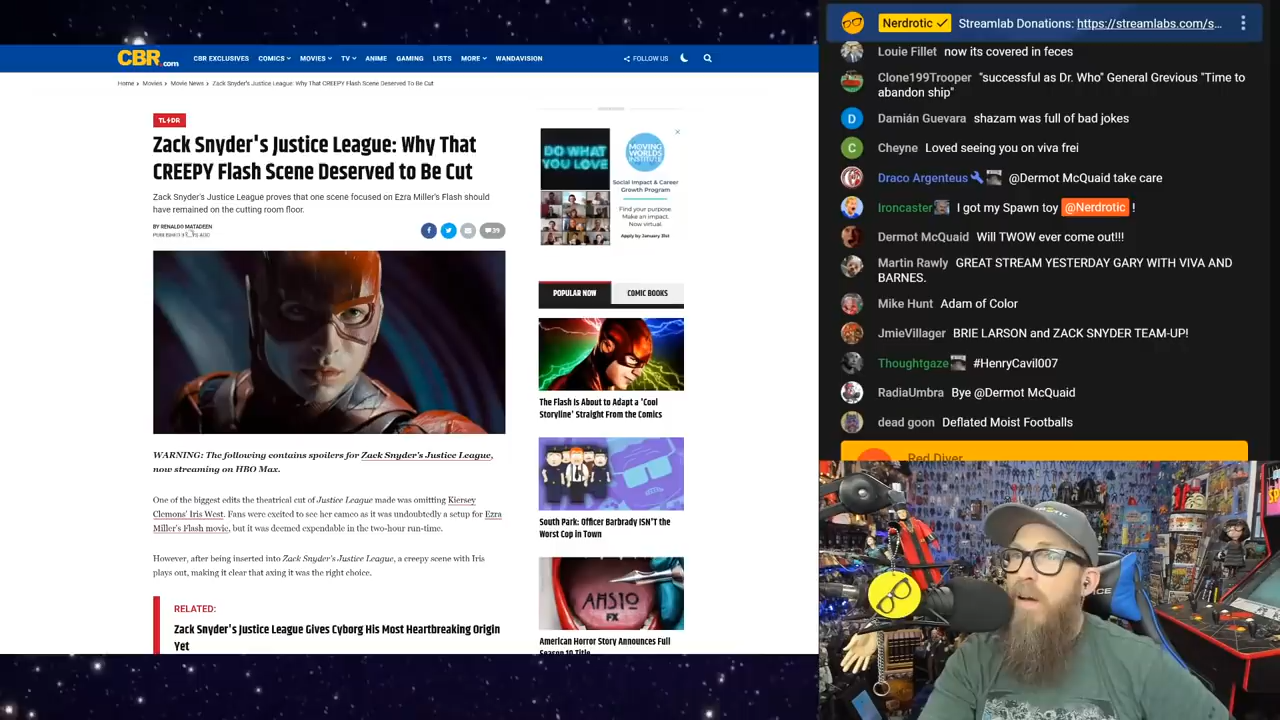 CBR.com
CBR EXCLUSIVES COMICS MOVIES TV ANIME GAMING LISTS MORE WANDAVISION
FOLLOW US
Home › Movies › Movie News › Zack Snyder's Justice League: Why That CREEPY Flash Scene Deserved To Be Cut
TL DR
Zack Snyder's Justice League: Why That
CREEPY Flash Scene Deserved to Be Cut
Zack Snyder's Justice League proves that one scene focused on Ezra Miller's Flash should
have remained on the cutting room floor.
BY RENALDO MATADEEN
PUBLISHED
39
WARNING: The following contains spoilers for Zack Snyder's Justice League,
now streaming on HBO Max.
One of the biggest edits the theatrical cut of Justice League made was omitting Kiersey
Clemons' Iris West. Fans were excited to see her cameo as it was undoubtedly a setup for Ezra
Miller's Flash movie, but it was deemed expendable in the two-hour run-time.
However, after being inserted into Zack Snyder's Justice League, a creepy scene with Iris
plays out, making it clear that axing it was the right choice.
RELATED:
Zack Snyder's Justice League Gives Cyborg His Most Heartbreaking Origin
Yet
DO WHAT
YOU LOVE
MOVING
WORLDS
INSTITUTE
Social Impact & Career
Growth Program
Find your purpose.
Make an impact.
Now virtual.
Apply by January 31st
POPULAR NOW
COMIC BOOKS
The Flash Is About to Adapt a 'Cool
Storyline' Straight From the Comics
South Park: Officer Barbrady ISN'T the
Worst Cop in Town
AHS10
FX
American Horror Story Announces Full
Season 10 Title
Nerdrotic Streamlab Donations: https://streamlabs.com/s...
Louie Fillet now its covered in feces
Clone199Trooper "successful as Dr. Who" General Grevious "Time to
abandon ship"
Damián Guevara shazam was full of bad jokes
Cheyne Loved seeing you on viva frei
Draco Argenteus @Dermot McQuaid take care
Ironcaster I got my Spawn toy @Nerdrotic !
Dermot McQuaid Will TWOW ever come out!!!
Martin Rawly GREAT STREAM YESTERDAY GARY WITH VIVA AND
BARNES.
Mike Hunt Adam of Color
JmieVillager BRIE LARSON and ZACK SNYDER TEAM-UP!
Thoughtgaze #HenryCavil007
RadiaUmbra Bye @Dermot McQuaid
dead goon Deflated Moist Footballs
Red Diver